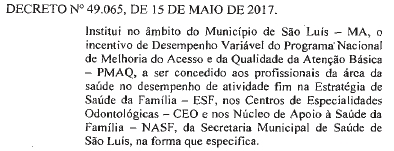 DECRETO Nº 49.065, DE 15 DE MAIO DE 2017.
Institui no âmbito do Município de São Luís – MA, o
incentivo de Desempenho Variável do Programa Nacional
de Melhoria do Acesso e da Qualidade da Atenção Básica
– PMAQ, a ser concedido aos profissionais da área da
saúde no desempenho de atividade fim na Estratégia de
Saúde da Família – ESF, nos Centros de Especialidades
Odontológicas – CEO e nos Núcleo de Apoio à Saúde da
Família – NASF, da Secretaria Municipal de Saúde de
São Luís, na forma que especifica.